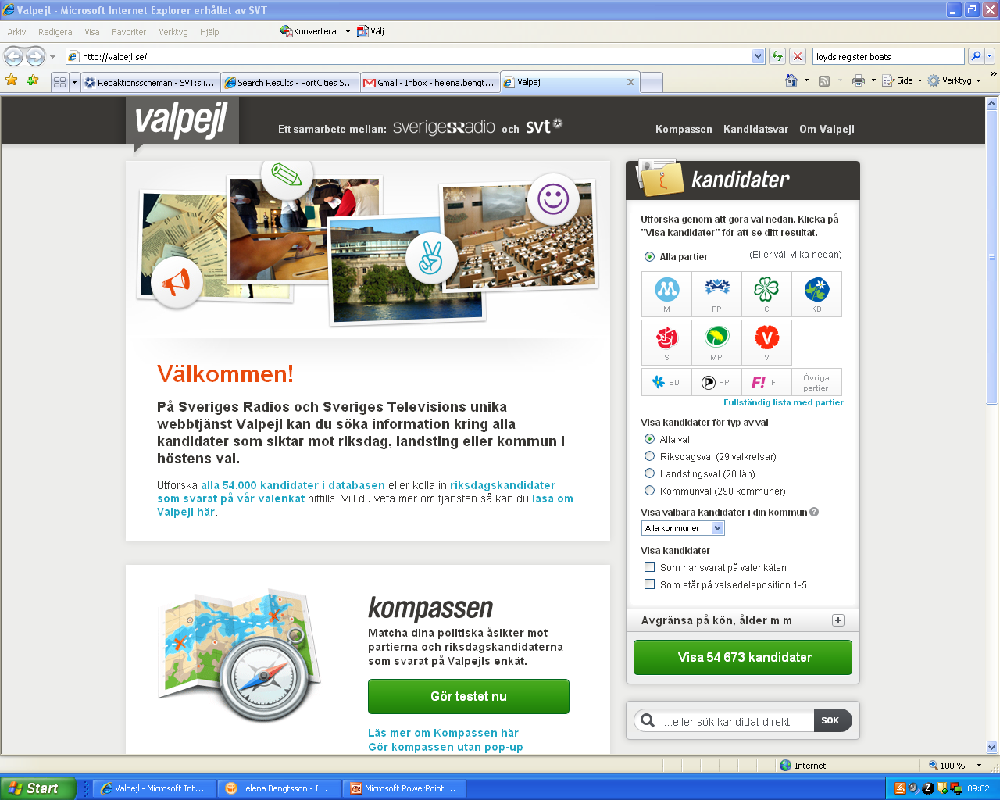 Valpejl - Microsoft Internet Explorer erhållet av SVT
Arkiv Redigera Visa Favoriter Verktyg Hjälp Konvertera Välj
http://valpejl.se/ lloyds register boats
Redaktionsscheman - SVT:s i... Search Results - PortCities S... Gmail - Inbox - helena.bengt... Valpejl Sida Verktyg
valpejl
Ett samarbete mellan: sverigesradio och svt
Kompassen Kandidatsvar Om Valpejl
Välkommen!
På Sveriges Radios och Sveriges Televisions unika
webbtjänst Valpejl kan du söka information kring alla
kandidater som siktar mot riksdag, landsting eller kommun i
höstens val.
Utforska alla 54.000 kandidater i databasen eller kolla in riksdagskandidater
som svarat på vår valenkät hittills. Vill du veta mer om tjänsten så kan du läsa om
Valpejl här.
kompassen
Matcha dina politiska åsikter mot
partierna och riksdagskandidaterna
som svarat på Valpejls enkät.
Gör testet nu
Läs mer om Kompassen här
Gör kompassen utan pop-up
kandidater
Utforska genom att göra val nedan. Klicka på
"Visa kandidater" för att se ditt resultat.
Alla partier (Eller välj vilka nedan)
M FP C KD
S MP V
V
SD PP F! FI Övriga
partier
Fullständig lista med partier
Visa kandidater för typ av val
Alla val
Riksdagsval (29 valkretsar)
Landstingsval (20 län)
Kommunval (290 kommuner)
Visa valbara kandidater i din kommun ?
Alla kommuner
Visa kandidater
Som har svarat på valenkäten
Som står på valsedelsposition 1-5
Avgränsa på kön, ålder m m
Visa 54 673 kandidater
...eller sök kandidat direkt SÖK
Internet 100 %
Start Valpejl - Microsoft Int... Helena Bengtsson - I... Microsoft PowerPoint ... 09:02